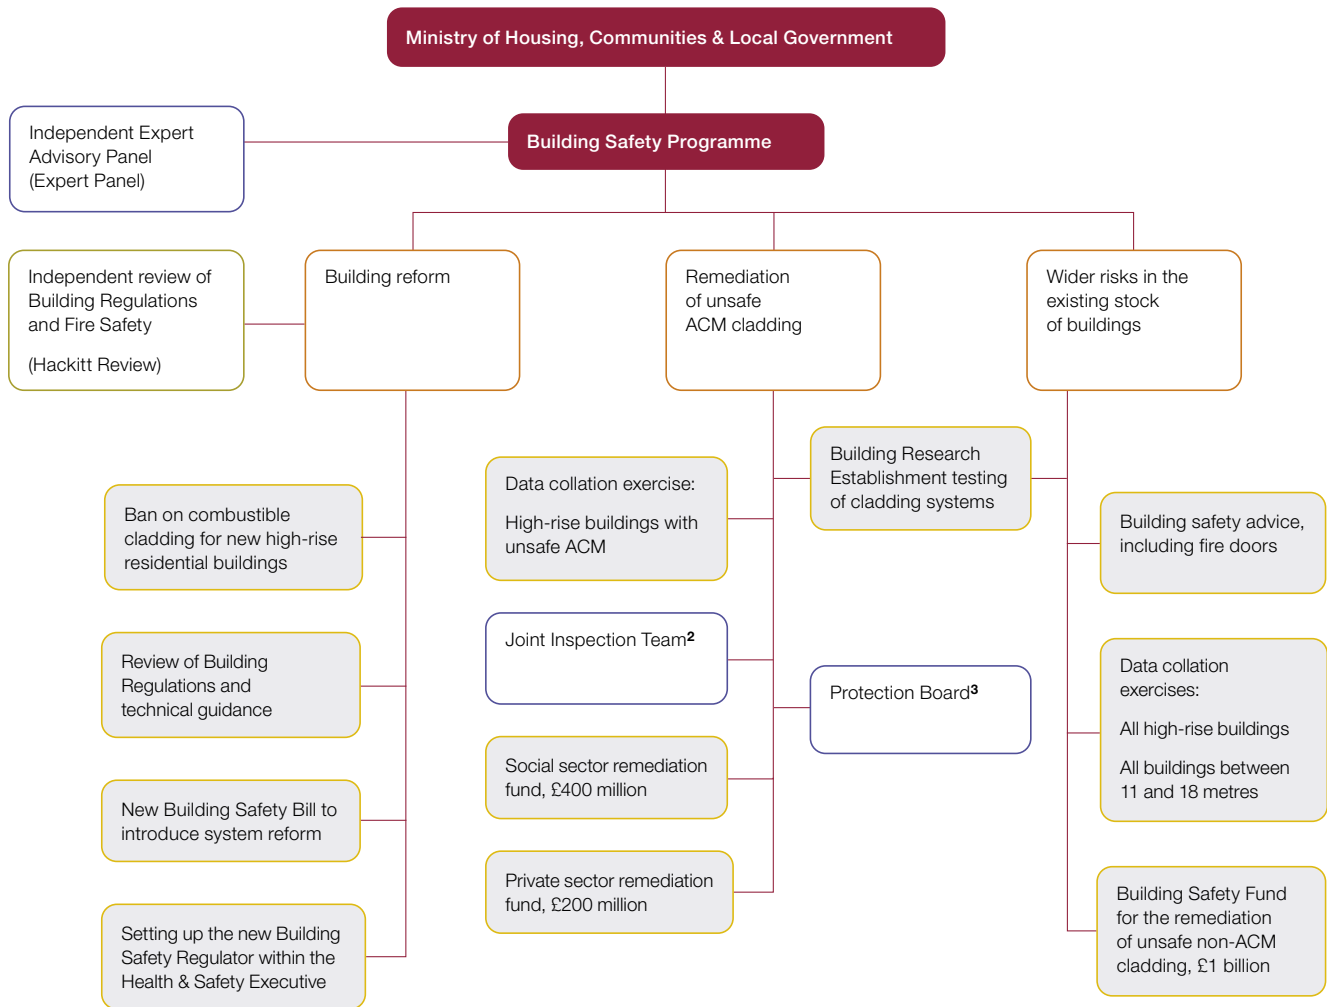 Ministry of Housing, Communities & Local Government
Independent Expert
Advisory Panel
(Expert Panel)
Building Safety Programme
Independent review of
Building Regulations
and Fire Safety
(Hackitt Review)
Building reform
Remediation
of unsafe
ACM cladding
Wider risks in the
existing stock
of buildings
Ban on combustible
cladding for new high-rise
residential buildings
Review of Building
Regulations and
technical guidance
New Building Safety Bill to
introduce system reform
Setting up the new Building
Safety Regulator within the
Health & Safety Executive
Data collation exercise:
High-rise buildings with
unsafe ACM
Joint Inspection Team²
Social sector remediation
fund, £400 million
Private sector remediation
fund, £200 million
Building Research
Establishment testing
of cladding systems
Protection Board³
Building safety advice,
including fire doors
Data collation
exercises:
All high-rise buildings
All buildings between
11 and 18 metres
Building Safety Fund
for the remediation
of unsafe non-ACM
cladding, £1 billion